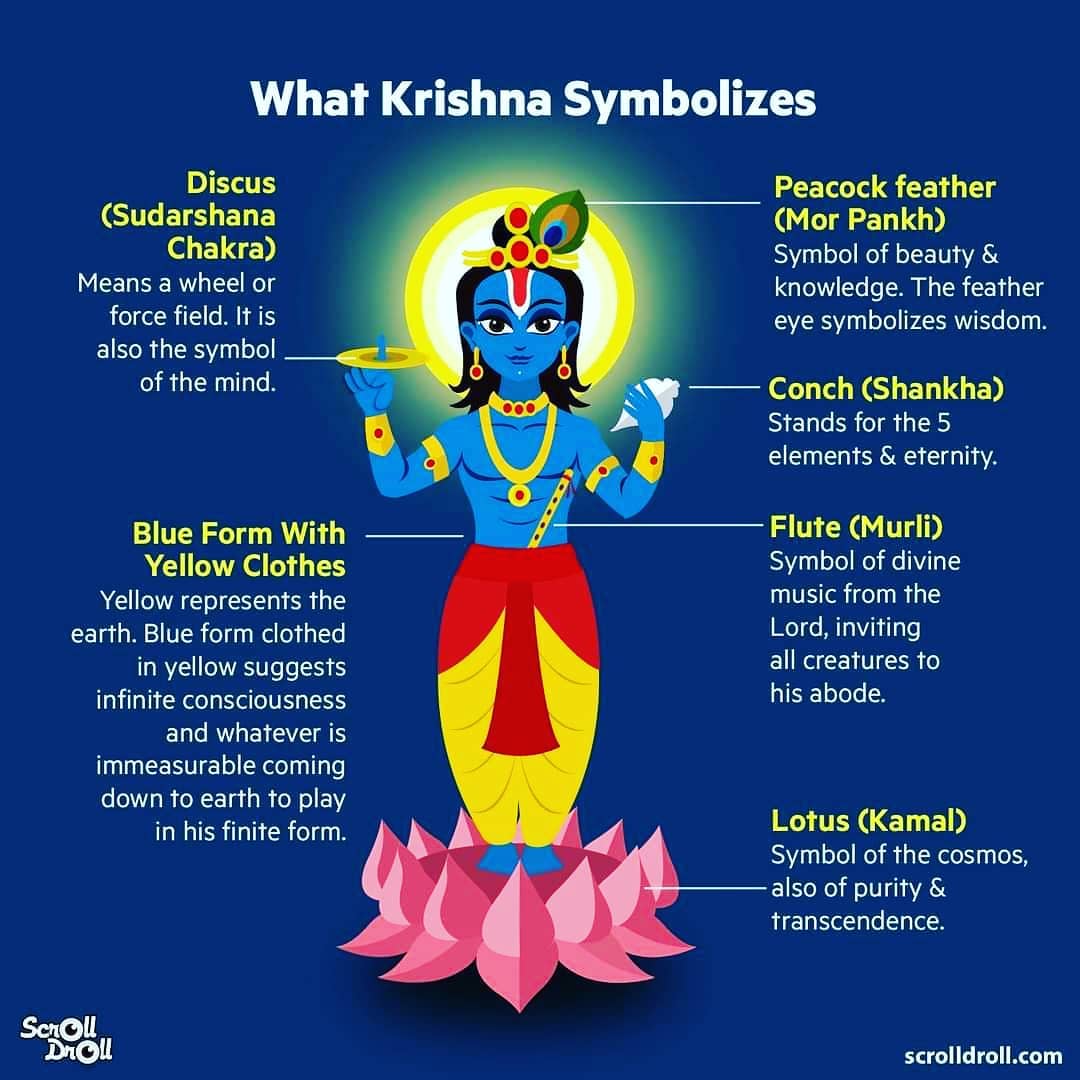 What Krishna Symbolizes
Discus
(Sudarshana
Chakra)
Means a wheel or
force field. It is
also the symbol
of the mind.
Blue Form With
Yellow Clothes
Yellow represents the
earth. Blue form clothed
in yellow suggests
infinite consciousness
and whatever is
immeasurable coming
down to earth to play
in his finite form.
Peacock feather
(Mor Pankh)
Symbol of beauty &
knowledge. The feather
eye symbolizes wisdom.
Conch (Shankha)
Stands for the 5
elements & eternity.
Flute (Murli)
Symbol of divine
music from the
Lord, inviting
all creatures to
his abode.
Lotus (Kamal)
Symbol of the cosmos,
also of purity &
transcendence.
Scroll
Droll
scrolldroll.com